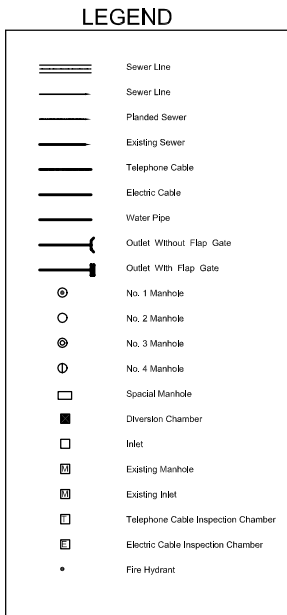 LEGEND
Sewer Line
Sewer Line
Planded Sewer
Existing Sewer
Telephone Cable
Electric Cable
Water Pipe
Outlet Without Flap Gate
Outlet With Flap Gate
No. 1 Manhole
No. 2 Manhole
No. 3 Manhole
No. 4 Manhole
Spacial Manhole
Diversion Chamber
Inlet
M Existing Manhole
M Existing Inlet
T Telephone Cable Inspection Chamber
E Electric Cable Inspection Chamber
Fire Hydrant